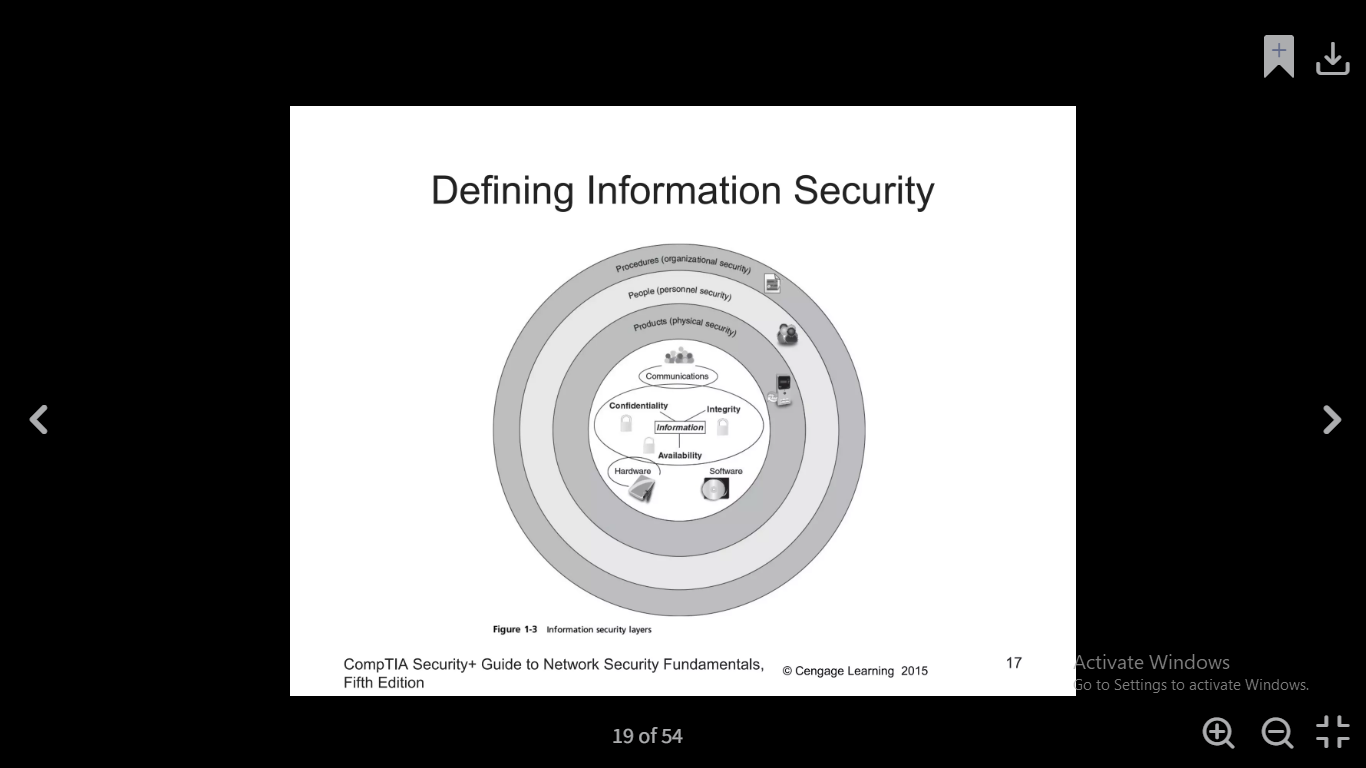 Defining Information Security
Procedures (organizational security)
People (personnel security)
Products (physical security)
Communications
Confidentiality
Integrity
Information
Availability
Hardware
Software
Figure 1-3 Information security layers
CompTIA Security+ Guide to Network Security Fundamentals,
Fifth Edition
© Cengage Learning 2015
17
Activate Windows
Go to Settings to activate Windows.
19 of 54